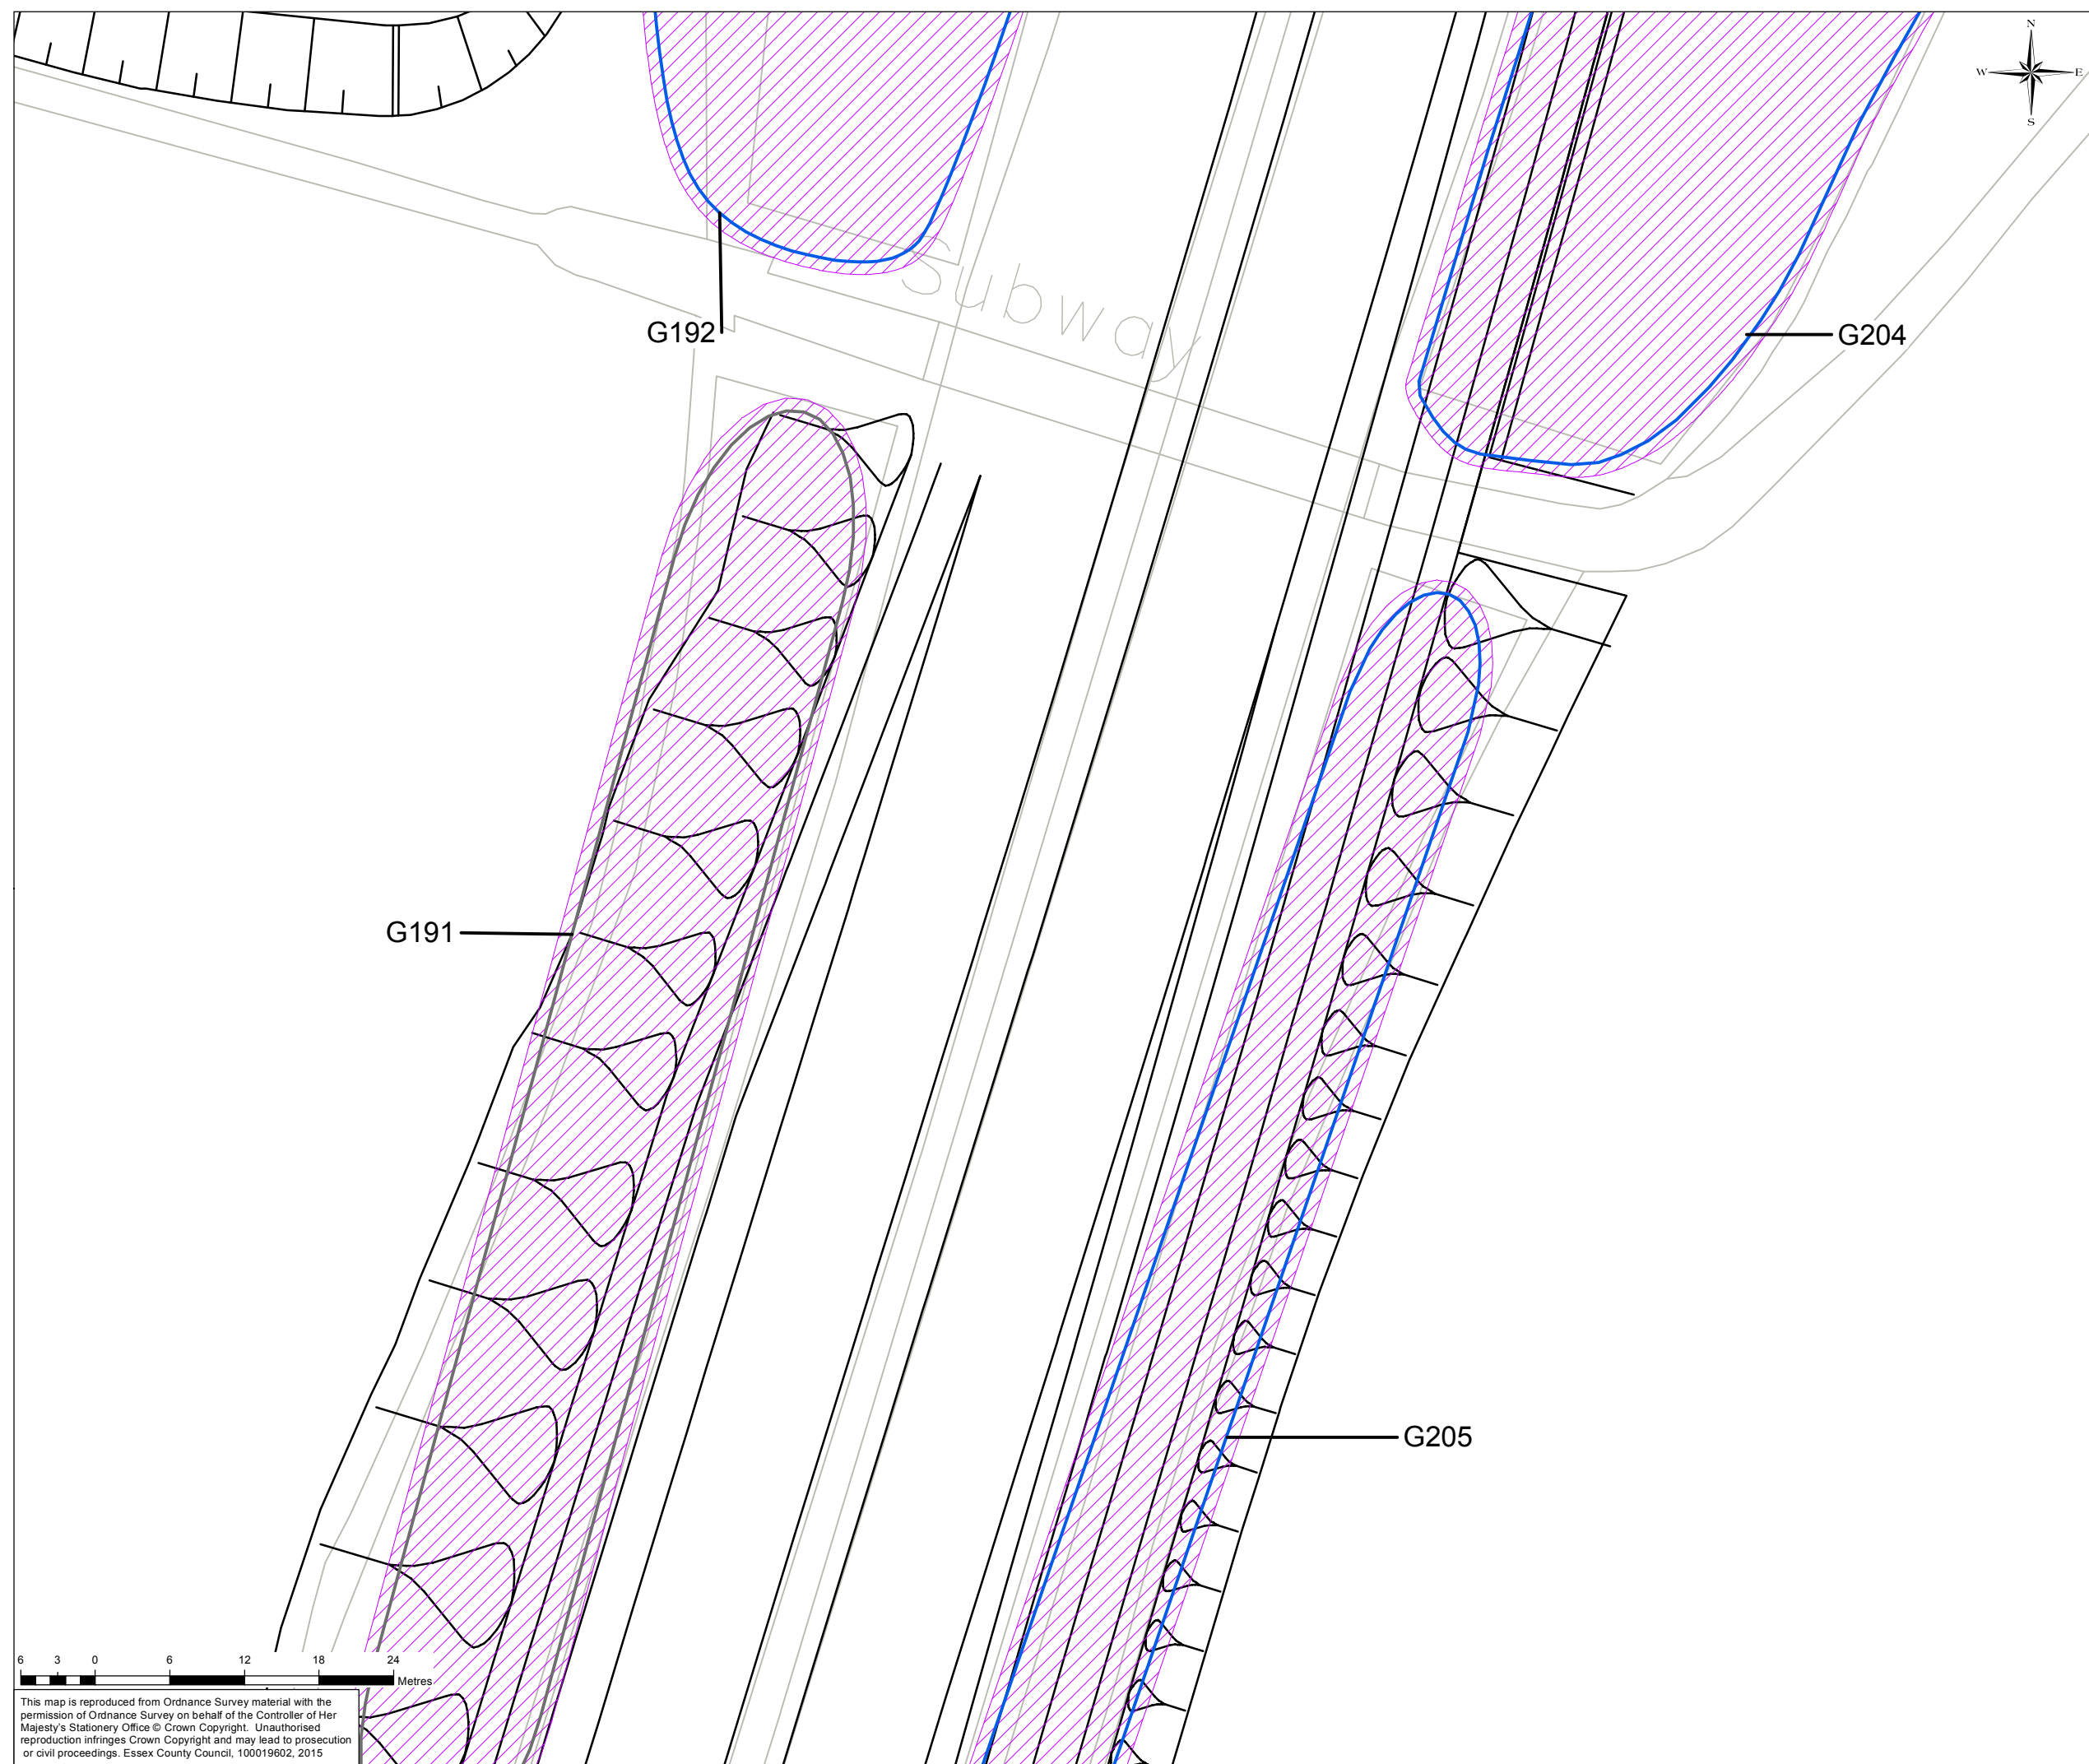 N
W E
S
Subway
G192
G204
G191
G205
6 3 0 6 12 18 24
Metres
This map is reproduced from Ordnance Survey material with the
permission of Ordnance Survey on behalf of the Controller of Her
Majesty's Stationery Office © Crown Copyright. Unauthorised
reproduction infringes Crown Copyright and may lead to prosecution
or civil proceedings. Essex County Council, 100019602, 2015